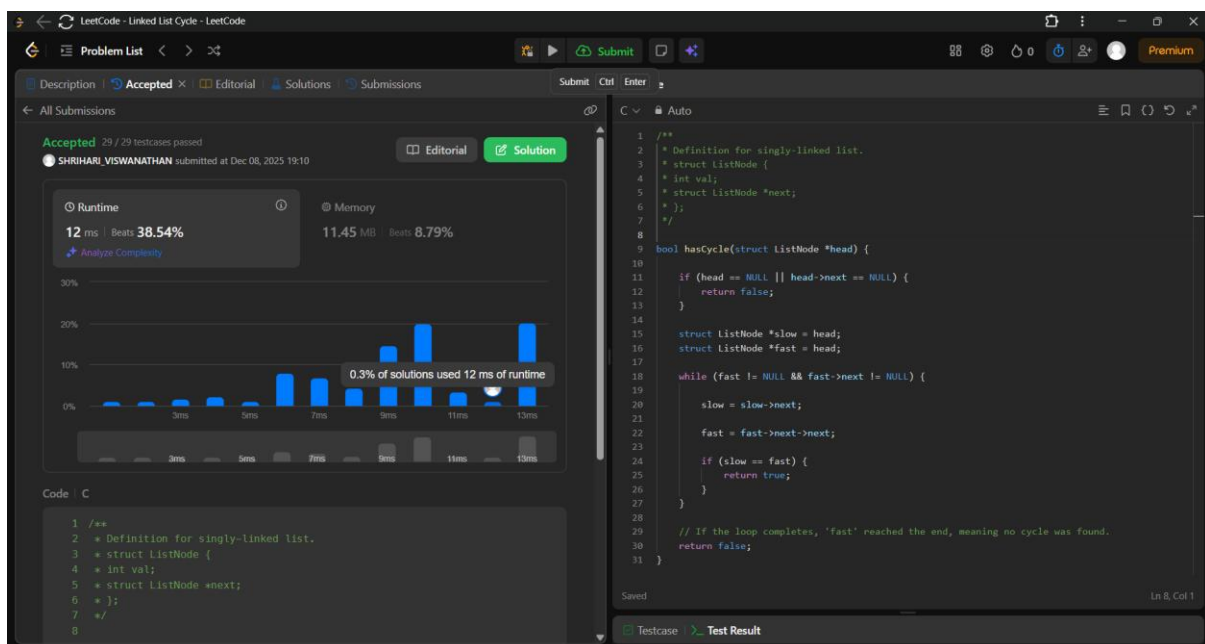 LeetCode - Linked List Cycle - LeetCode
Problem List
Submit
0
Premium
Description
Accepted
Editorial
Solutions
Submissions
Submit Ctrl Enter
All Submissions
Accepted 29 / 29 testcases passed
SHRIHARI_VISWANATHAN submitted at Dec 08, 2025 19:10
Editorial
Solution
Runtime
12 ms Beats 38.54%
Analyze Complexity
Memory
11.45 MB Beats 8.79%
30%
20%
10%
0%
0.3% of solutions used 12 ms of runtime
3ms 5ms 7ms 9ms 11ms 13ms
3ms 5ms 7ms 9ms 11ms 13ms
Code C
1 /**
2 * Definition for singly-linked list.
3 * struct ListNode {
4 * int val;
5 * struct ListNode *next;
6 * };
7 */
8
C Auto
1 /**
2 * Definition for singly-linked list.
3 * struct ListNode {
4 * int val;
5 * struct ListNode *next;
6 * };
7 */
8
9 bool hasCycle(struct ListNode *head) {
10
11 if (head == NULL || head->next == NULL) {
12 return false;
13 }
14
15 struct ListNode *slow = head;
16 struct ListNode *fast = head;
17
18 while (fast != NULL && fast->next != NULL) {
19
20 slow = slow->next;
21
22 fast = fast->next->next;
23
24 if (slow == fast) {
25 return true;
26 }
27 }
28
29 // If the loop completes, 'fast' reached the end, meaning no cycle was found.
30 return false;
31 }
Saved
Ln 8, Col 1
Testcase
Test Result